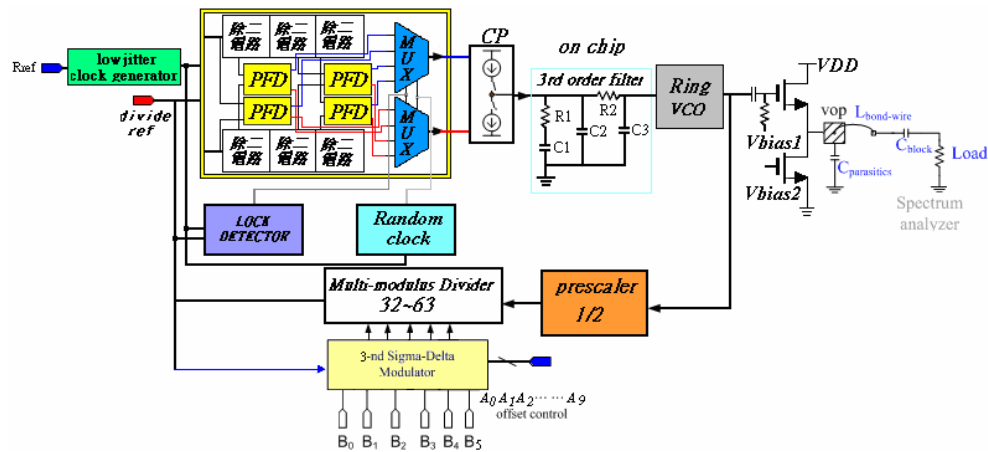 Rref
low jitter
clock generator
divide
ref
除二
電路
除二
電路
除二
電路
PFD
PFD
PFD
PFD
除二
電路
除二
電路
除二
電路
MUX
MUX
CP
on chip
3rd order filter
R1
C1
C2
R2
C3
Ring
VCO
VDD
Vbias1
Vbias2
vop
Lbond-wire
Cblock
Cparasitics
Load
Spectrum
analyzer
LOCK
DETECTOR
Random
clock
Multi-modulus Divider
32~63
prescaler
1/2
3-nd Sigma-Delta
Modulator
A0 A1 A2 ...... A9
offset control
B0 B1 B2 B3 B4 B5